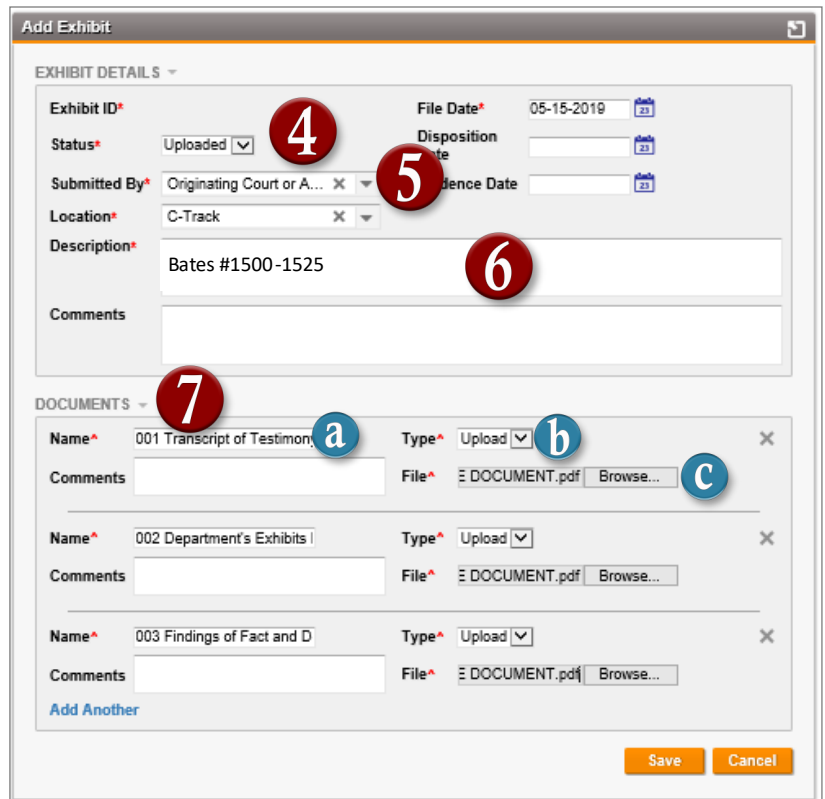 Add Exhibit
EXHIBIT DETAILS
Exhibit ID* File Date* 05-15-2019 23
Status* Uploaded 4 Disposition 23
Submitted By* Originating Court or A... 5 dence Date 23
Location* C-Track
Description* Bates #1500-1525 6
Comments
DOCUMENTS 7
Name^ 001 Transcript of Testimony a Type^ Upload b
Comments File^ E DOCUMENT.pdf Browse... c
Name^ 002 Department's Exhibits Type^ Upload
Comments File^ E DOCUMENT.pdf Browse...
Name^ 003 Findings of Fact and D Type^ Upload
Comments File^ E DOCUMENT.pdf Browse...
Add Another
Save Cancel